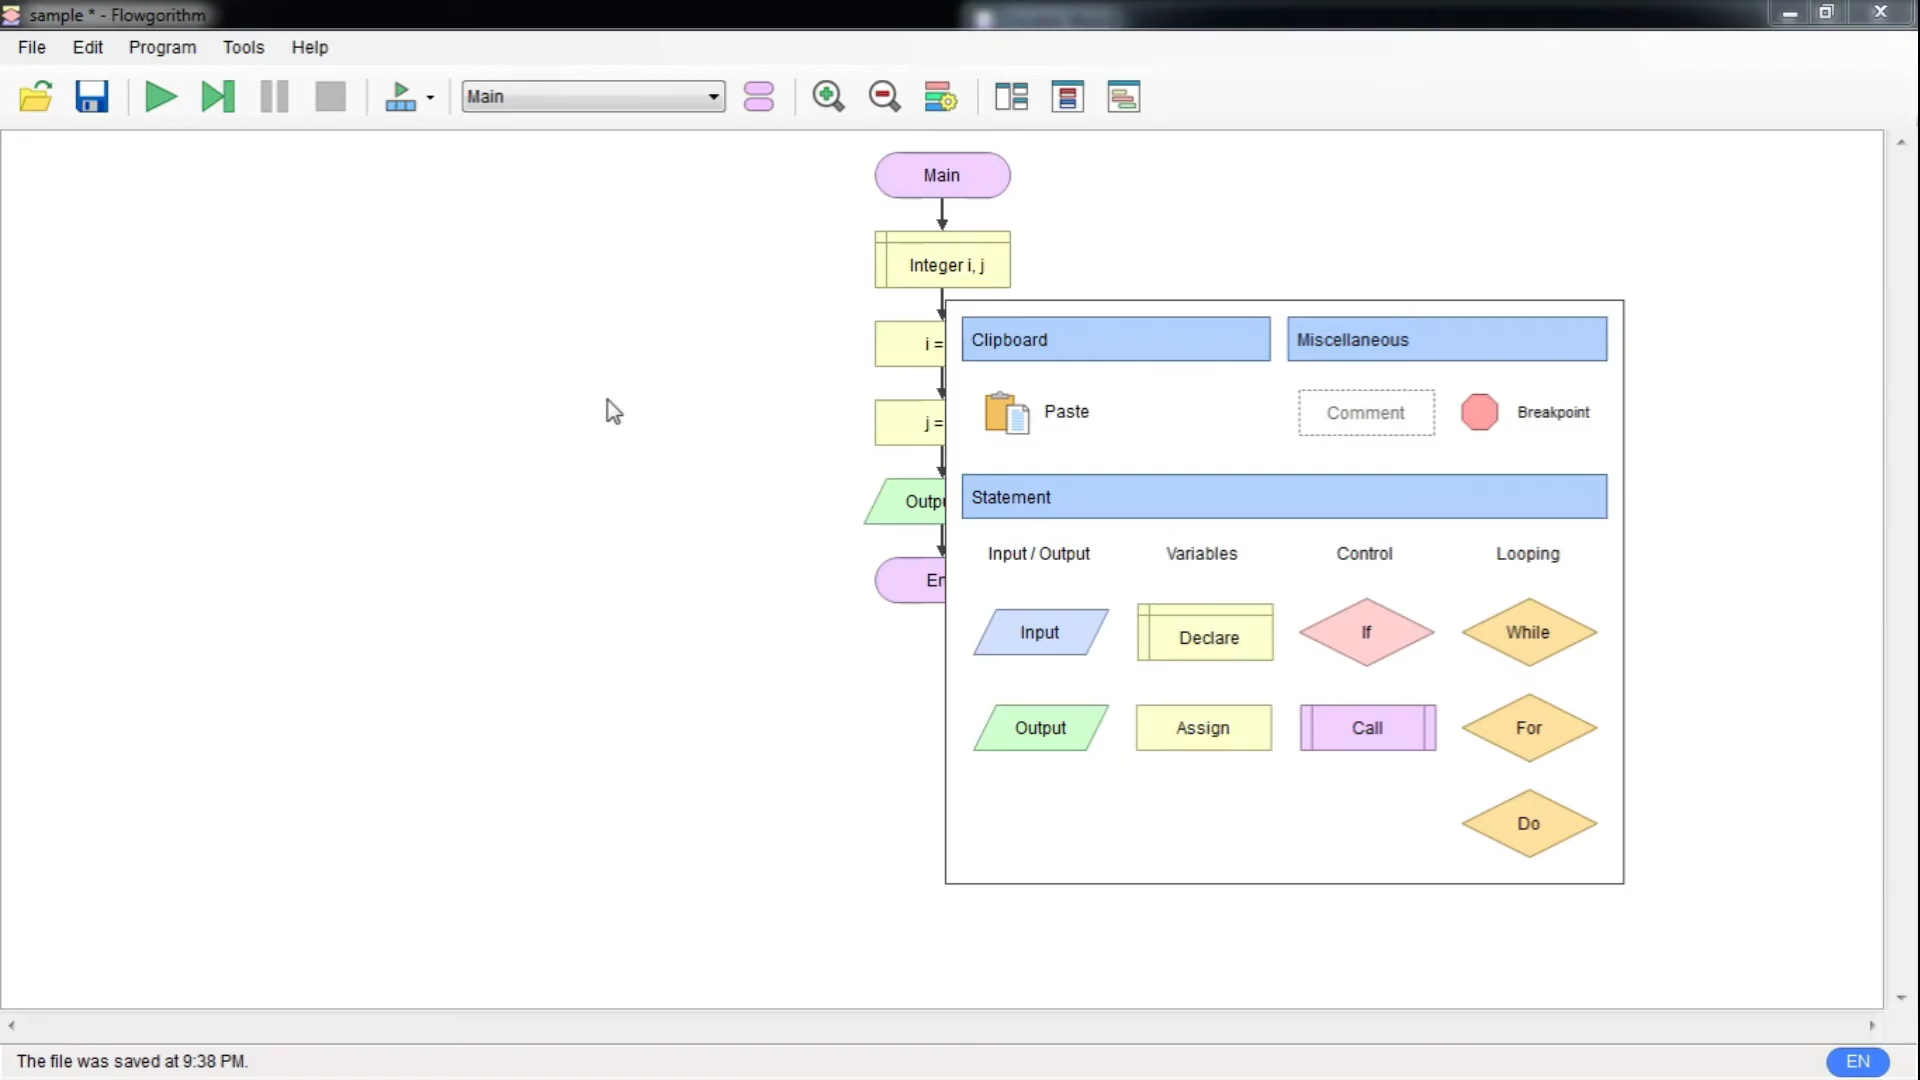 sample * - Flowgorithm
File Edit Program Tools Help
Main
Main
Integer i, j
i =
j =
Outpu
En
Clipboard Miscellaneous
Paste Comment Breakpoint
Statement
Input / Output Variables Control Looping
Input Declare If While
Output Assign Call For
Do
The file was saved at 9:38 PM. EN